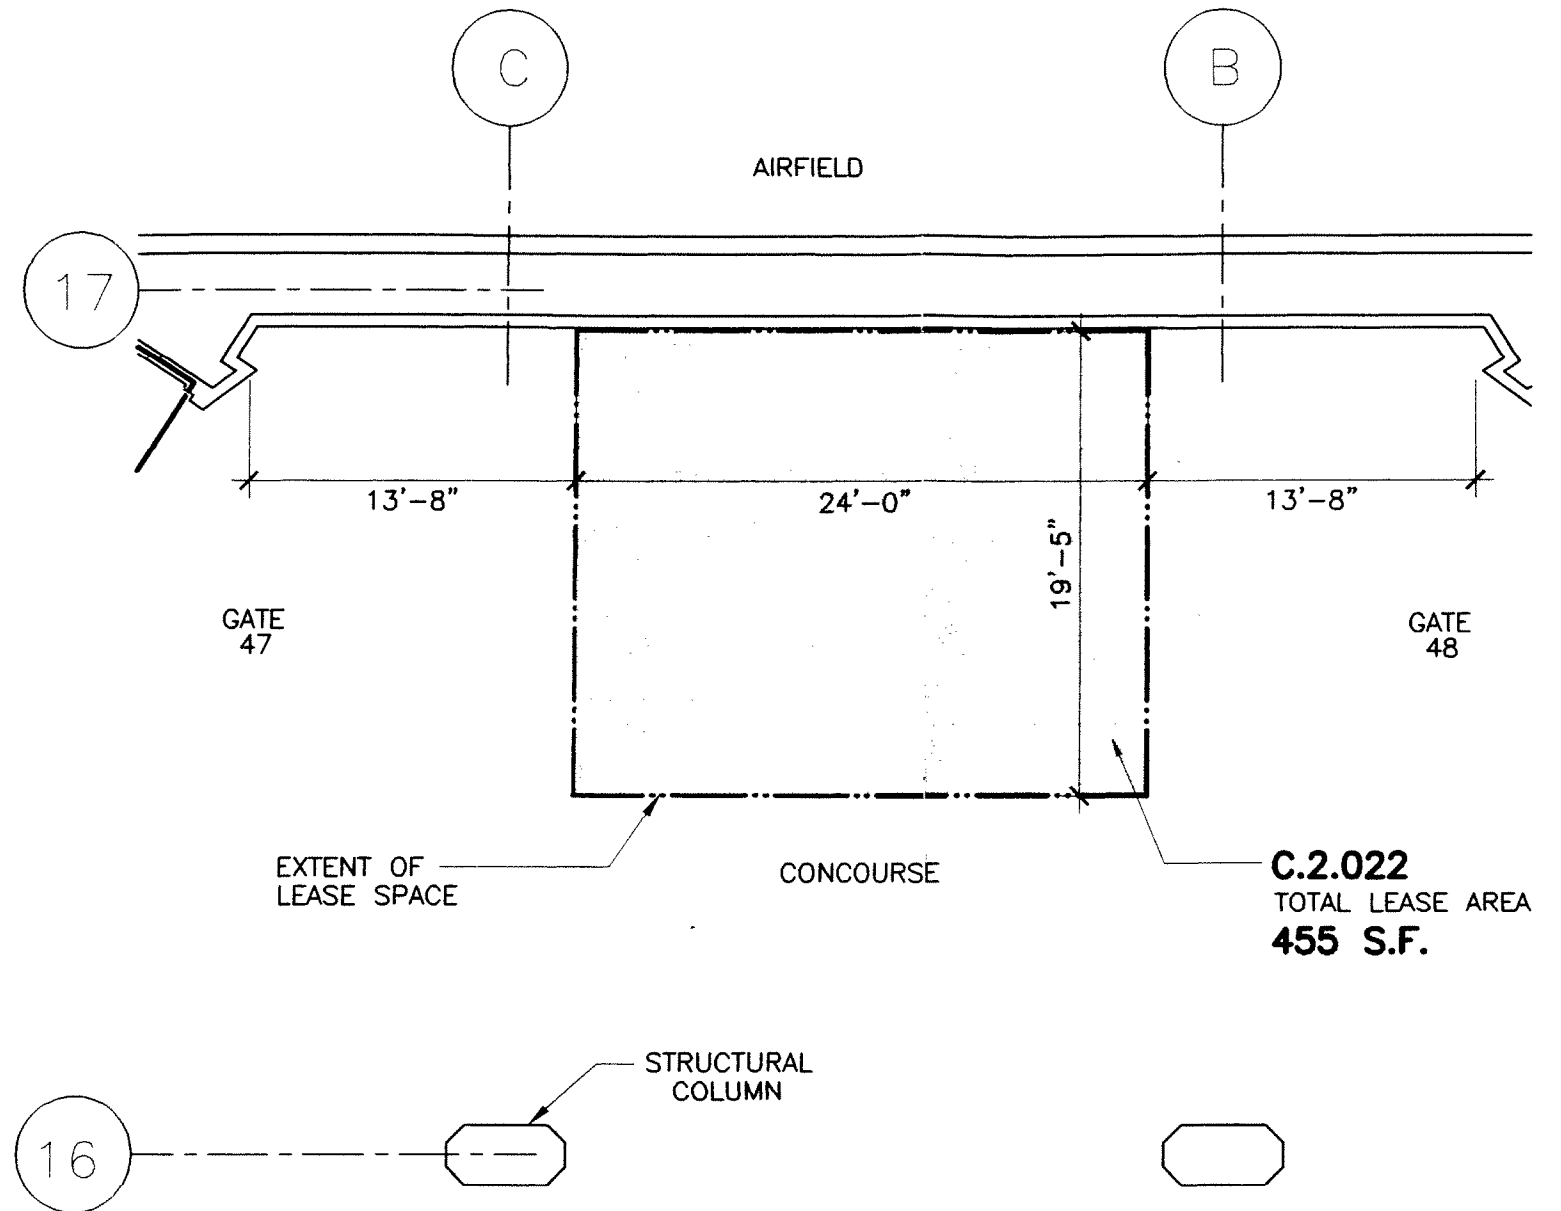 C
B
AIRFIELD
17
13'-8"
24'-0"
13'-8"
19'-5"
GATE
47
GATE
48
EXTENT OF
LEASE SPACE
CONCOURSE
C.2.022
TOTAL LEASE AREA
455 S.F.
STRUCTURAL
COLUMN
16